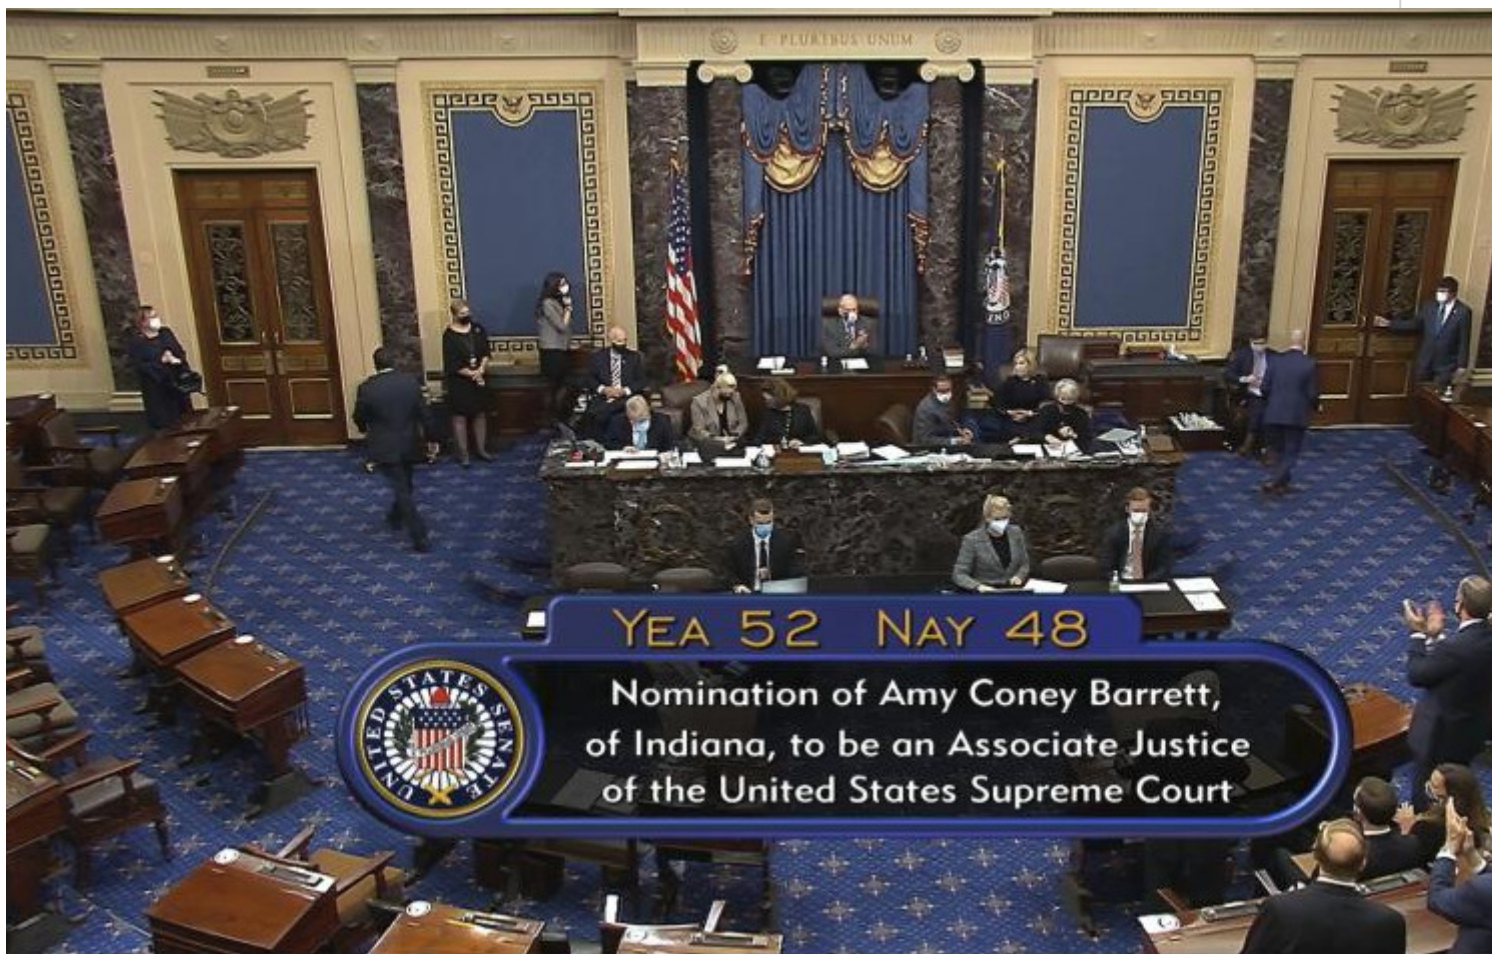 E PLURIBUS UNUM
YEA 52 NAY 48
UNITED STATES SENATE
Nomination of Amy Coney Barrett,
of Indiana, to be an Associate Justice
of the United States Supreme Court